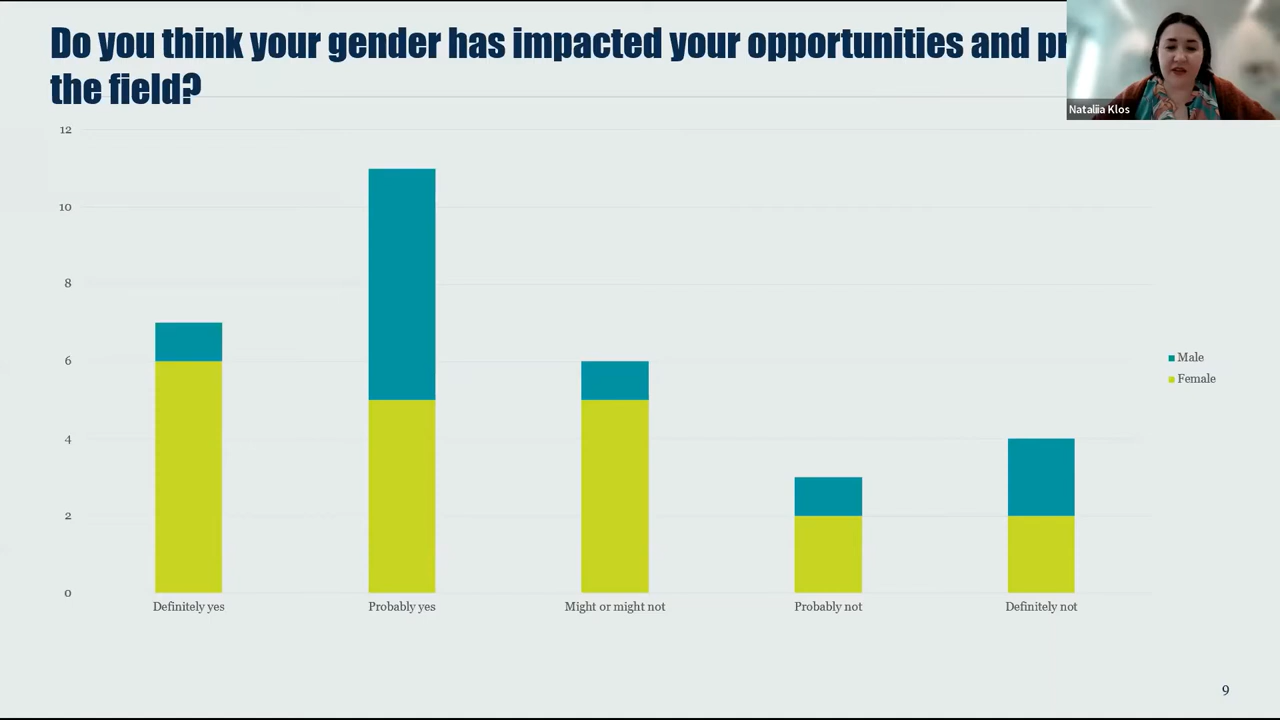 Do you think your gender has impacted your opportunities and pr
the field?
Nataliia Klos
12
10
8
6
4
2
0
Definitely yes
Probably yes
Might or might not
Probably not
Definitely not
Male
Female
9